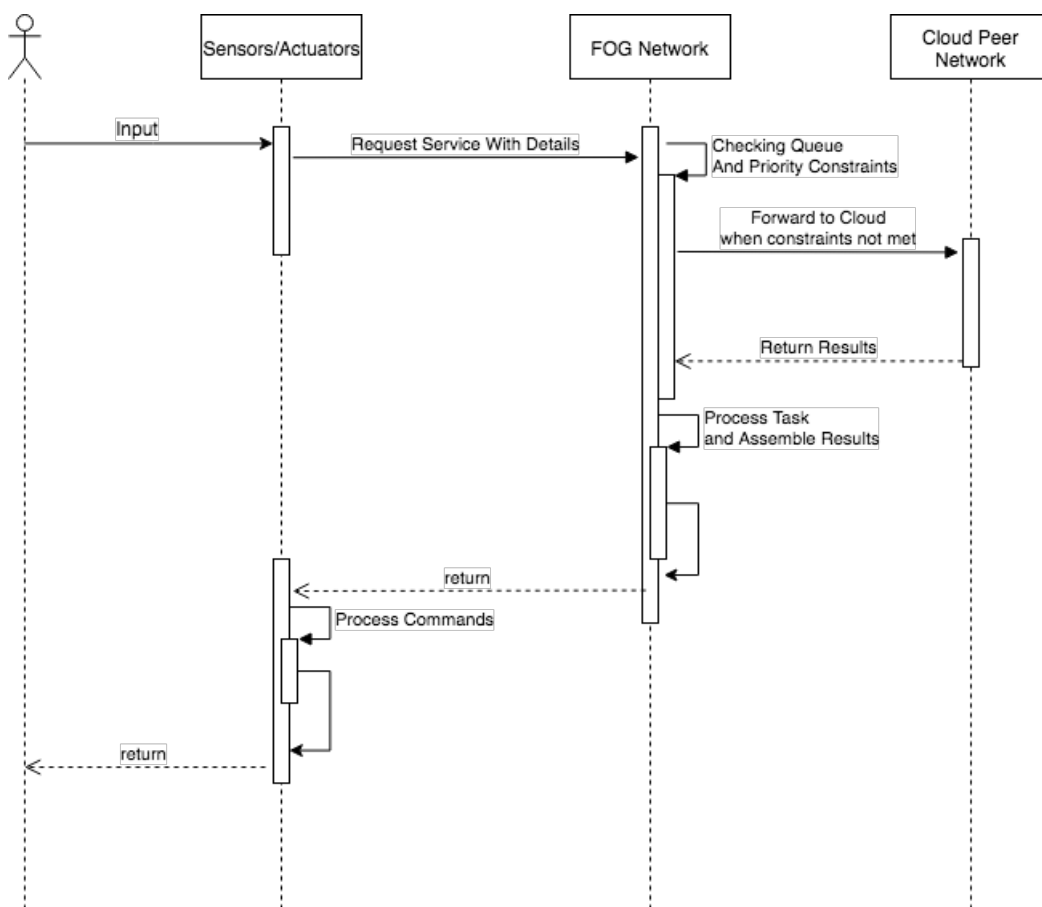 Sensors/Actuators
FOG Network
Cloud Peer
Network
Input
Request Service With Details
Checking Queue
And Priority Constraints
Forward to Cloud
when constraints not met
Return Results
Process Task
and Assemble Results
return
Process Commands
return